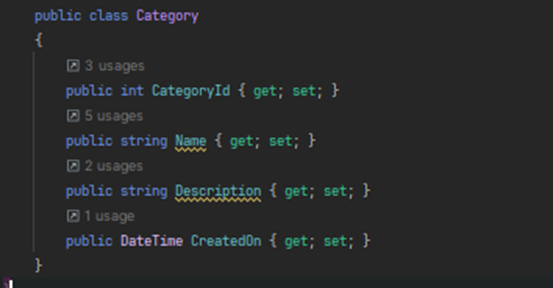 public class Category
{
3 usages
public int CategoryId { get; set; }
5 usages
public string Name { get; set; }
2 usages
public string Description { get; set; }
1 usage
public DateTime CreatedOn { get; set; }
}